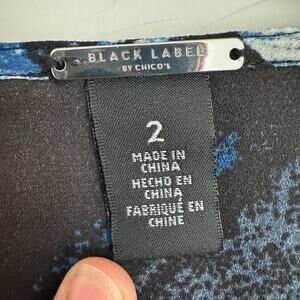 BLACK LABEL
BY CHICO'S
2
MADE IN
CHINA
HECHO EN
CHINA
FABRIQUÉ EN
CHINE